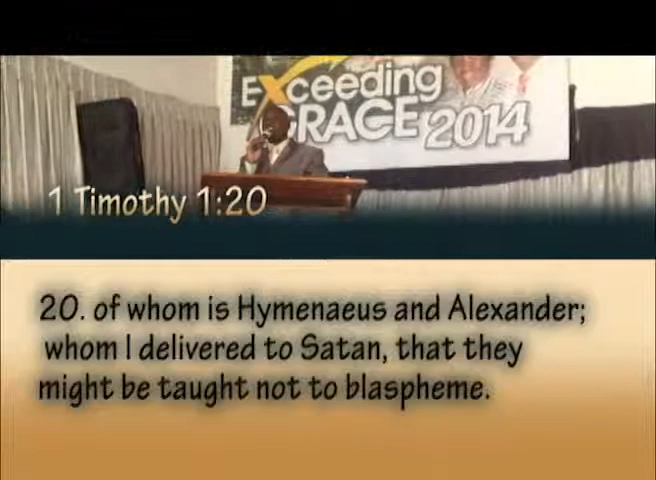 Exceeding
GRACE 2014
1 Timothy 1:20
20. of whom is Hymenaeus and Alexander;
whom I delivered to Satan, that they
might be taught not to blaspheme.